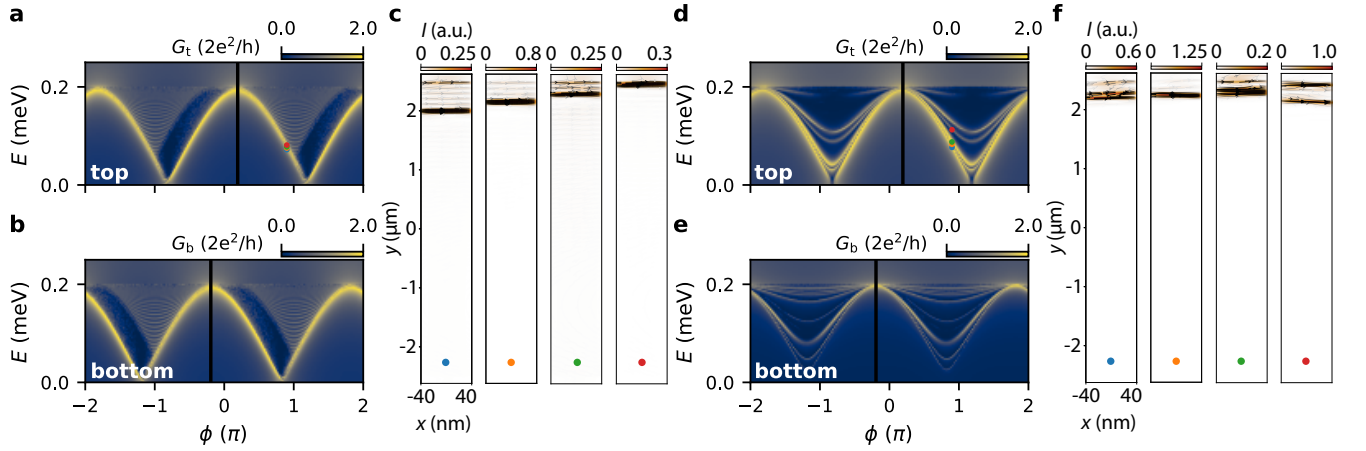 a
G_t (2e²/h)
0.0
2.0
0.2
0.0
E (meV)
top
b
G_b (2e²/h)
0.0
2.0
0.2
0.0
E (meV)
bottom
−2
−1
0
1
2
ϕ (π)
c
I (a.u.)
0
0.25
0
0.8
0
0.25
0
0.3
2
1
0
-1
-2
y (μm)
-40
40
x (nm)
d
G_t (2e²/h)
0.0
2.0
0.2
0.0
E (meV)
top
e
G_b (2e²/h)
0.0
2.0
0.2
0.0
E (meV)
bottom
−2
−1
0
1
2
ϕ (π)
f
I (a.u.)
0
0.6
0
1.25
0
0.2
0
1.0
2
1
0
-1
-2
y (μm)
-40
40
x (nm)